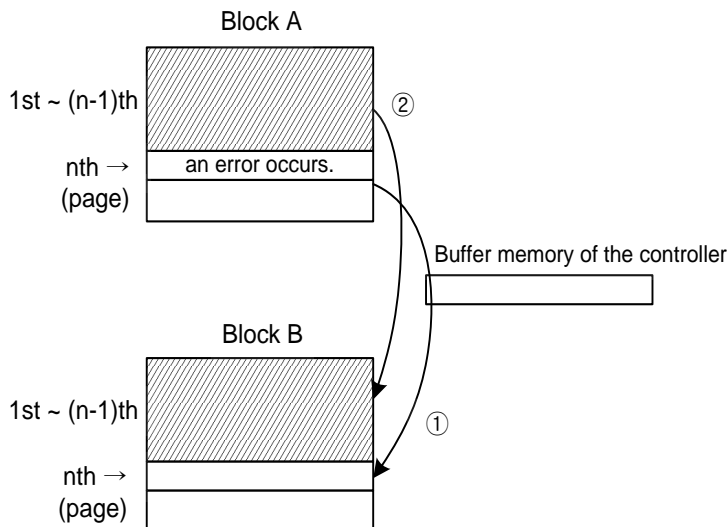 Block A
1st ~ (n-1)th
②
nth → an error occurs.
(page)
Buffer memory of the controller
Block B
1st ~ (n-1)th
①
nth →
(page)